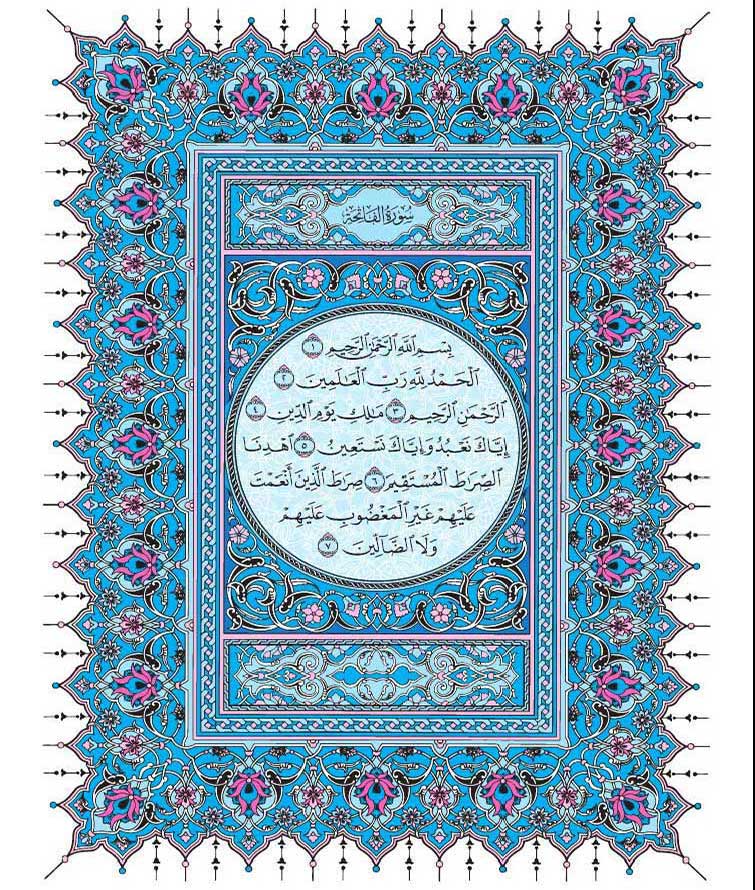 سُورَةُ الفَاتِحَةِ
بِسْمِ ٱللَّهِ ٱلرَّحْمَٰنِ ٱلرَّحِيمِ ١
ٱلْحَمْدُ لِلَّهِ رَبِّ ٱلْعَٰلَمِينَ ٢
ٱلرَّحْمَٰنِ ٱلرَّحِيمِ ٣ مَٰلِكِ يَوْمِ ٱلدِّينِ ٤
إِيَّاكَ نَعْبُدُ وَإِيَّاكَ نَسْتَعِينُ ٥ ٱهْدِنَا
ٱلصِّرَٰطَ ٱلْمُسْتَقِيمَ ٦ صِرَٰطَ ٱلَّذِينَ أَنْعَمْتَ
عَلَيْهِمْ غَيْرِ ٱلْمَغْضُوبِ عَلَيْهِمْ
وَلَا ٱلضَّآلِّينَ ٧